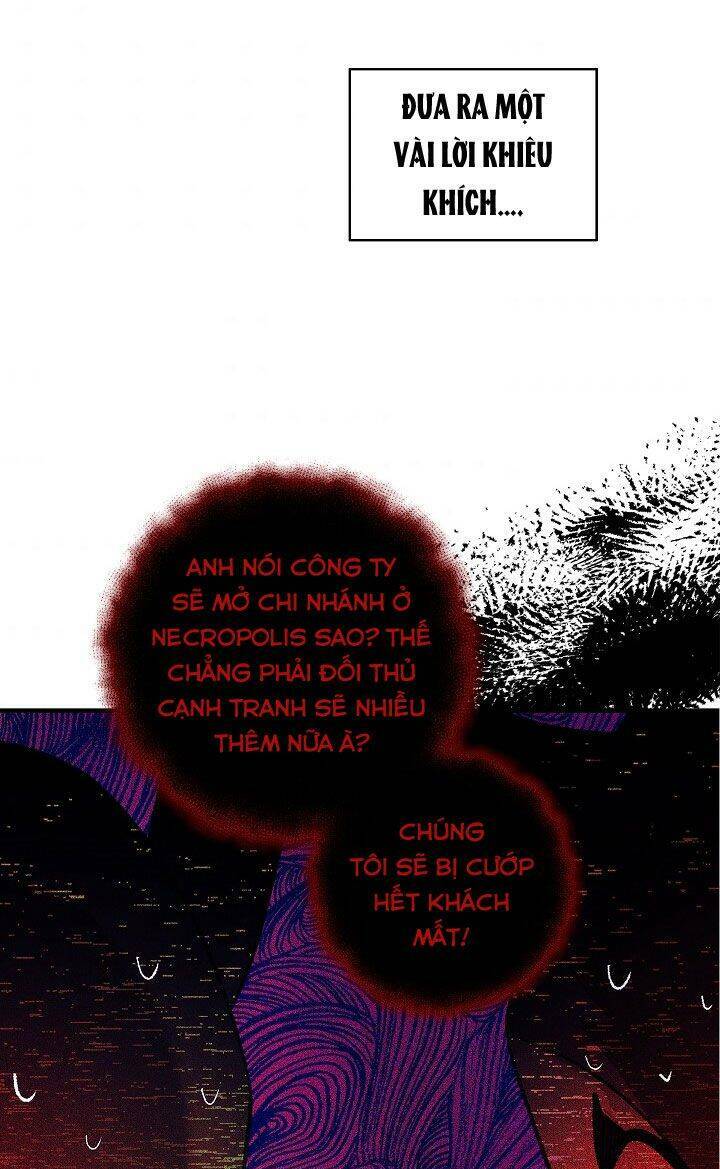 ĐƯA RA MỘT
VÀI LỜI KHIÊU
KHÍCH....
ANH NÓI CÔNG TY
SẼ MỞ CHI NHÁNH Ở
NECROPOLIS SAO? THẾ
CHẲNG PHẢI ĐỐI THỦ
CẠNH TRANH SẼ NHIỀU
THÊM NỮA À?
CHÚNG
TÔI SẼ BỊ CƯỚP
HẾT KHÁCH
MẤT!